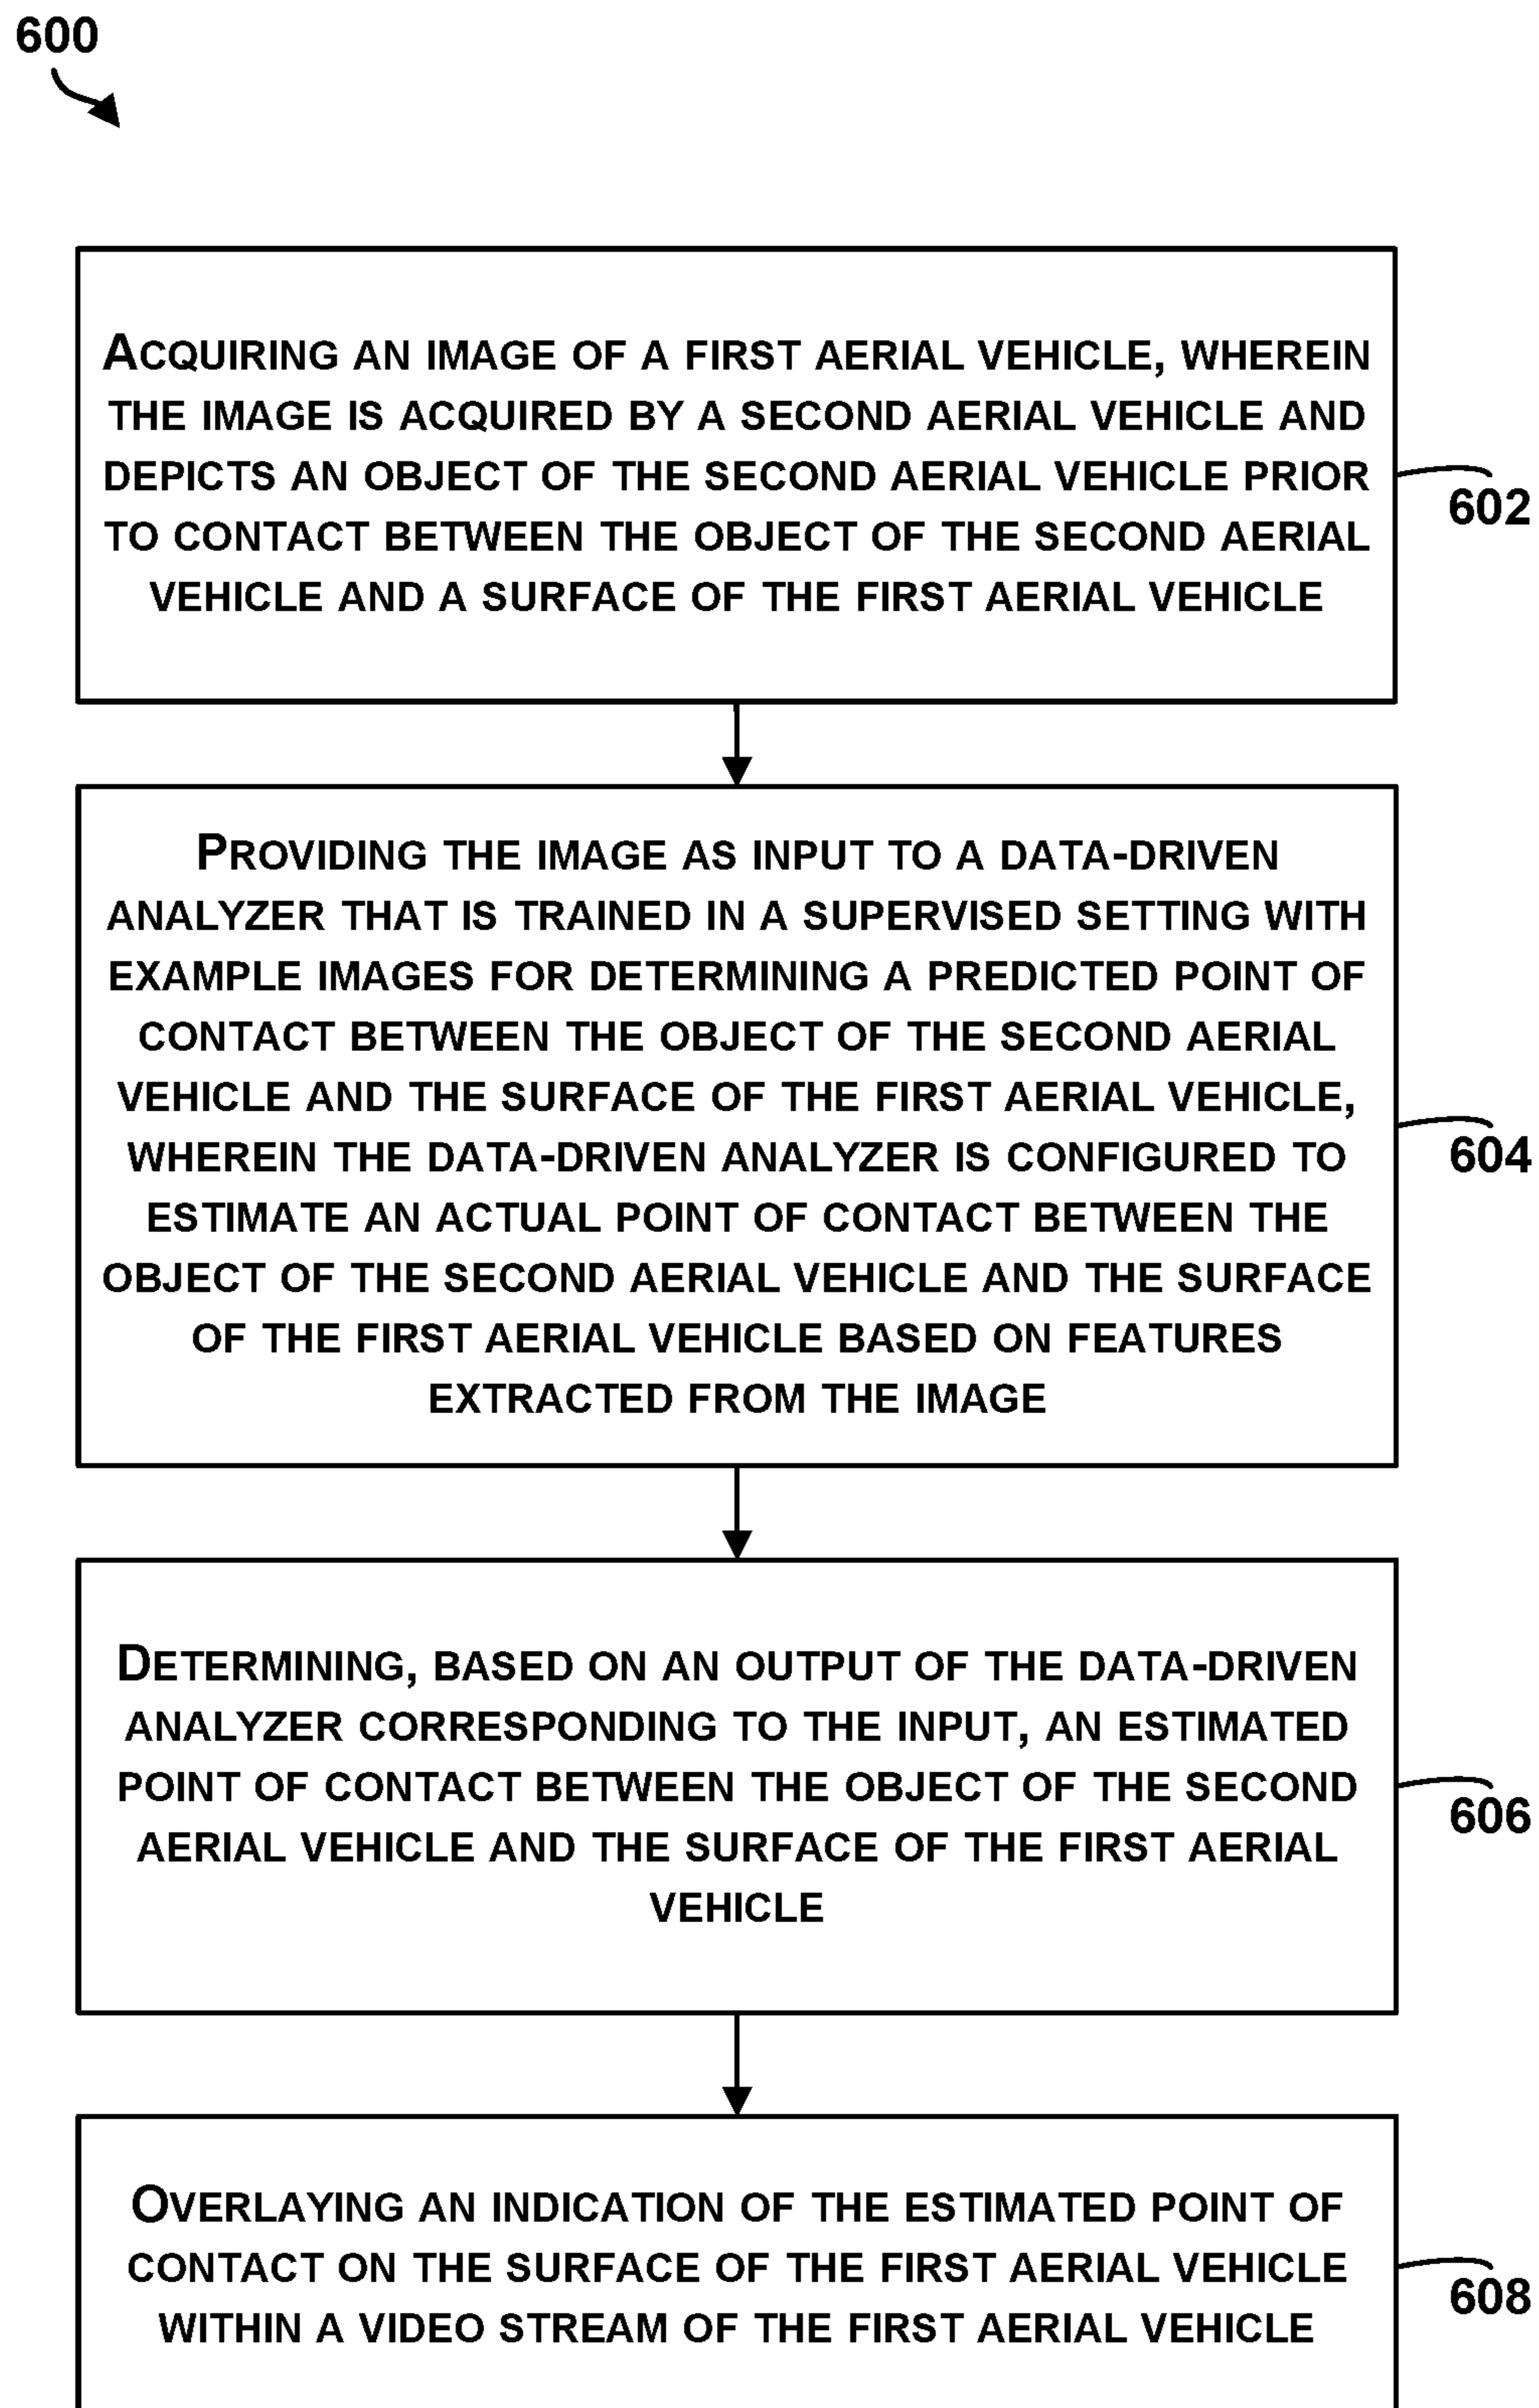 600
ACQUIRING AN IMAGE OF A FIRST AERIAL VEHICLE, WHEREIN
THE IMAGE IS ACQUIRED BY A SECOND AERIAL VEHICLE AND
DEPICTS AN OBJECT OF THE SECOND AERIAL VEHICLE PRIOR
TO CONTACT BETWEEN THE OBJECT OF THE SECOND AERIAL
VEHICLE AND A SURFACE OF THE FIRST AERIAL VEHICLE
602
PROVIDING THE IMAGE AS INPUT TO A DATA-DRIVEN
ANALYZER THAT IS TRAINED IN A SUPERVISED SETTING WITH
EXAMPLE IMAGES FOR DETERMINING A PREDICTED POINT OF
CONTACT BETWEEN THE OBJECT OF THE SECOND AERIAL
VEHICLE AND THE SURFACE OF THE FIRST AERIAL VEHICLE,
WHEREIN THE DATA-DRIVEN ANALYZER IS CONFIGURED TO
ESTIMATE AN ACTUAL POINT OF CONTACT BETWEEN THE
OBJECT OF THE SECOND AERIAL VEHICLE AND THE SURFACE
OF THE FIRST AERIAL VEHICLE BASED ON FEATURES
EXTRACTED FROM THE IMAGE
604
DETERMINING, BASED ON AN OUTPUT OF THE DATA-DRIVEN
ANALYZER CORRESPONDING TO THE INPUT, AN ESTIMATED
POINT OF CONTACT BETWEEN THE OBJECT OF THE SECOND
AERIAL VEHICLE AND THE SURFACE OF THE FIRST AERIAL
VEHICLE
606
OVERLAYING AN INDICATION OF THE ESTIMATED POINT OF
CONTACT ON THE SURFACE OF THE FIRST AERIAL VEHICLE
WITHIN A VIDEO STREAM OF THE FIRST AERIAL VEHICLE
608